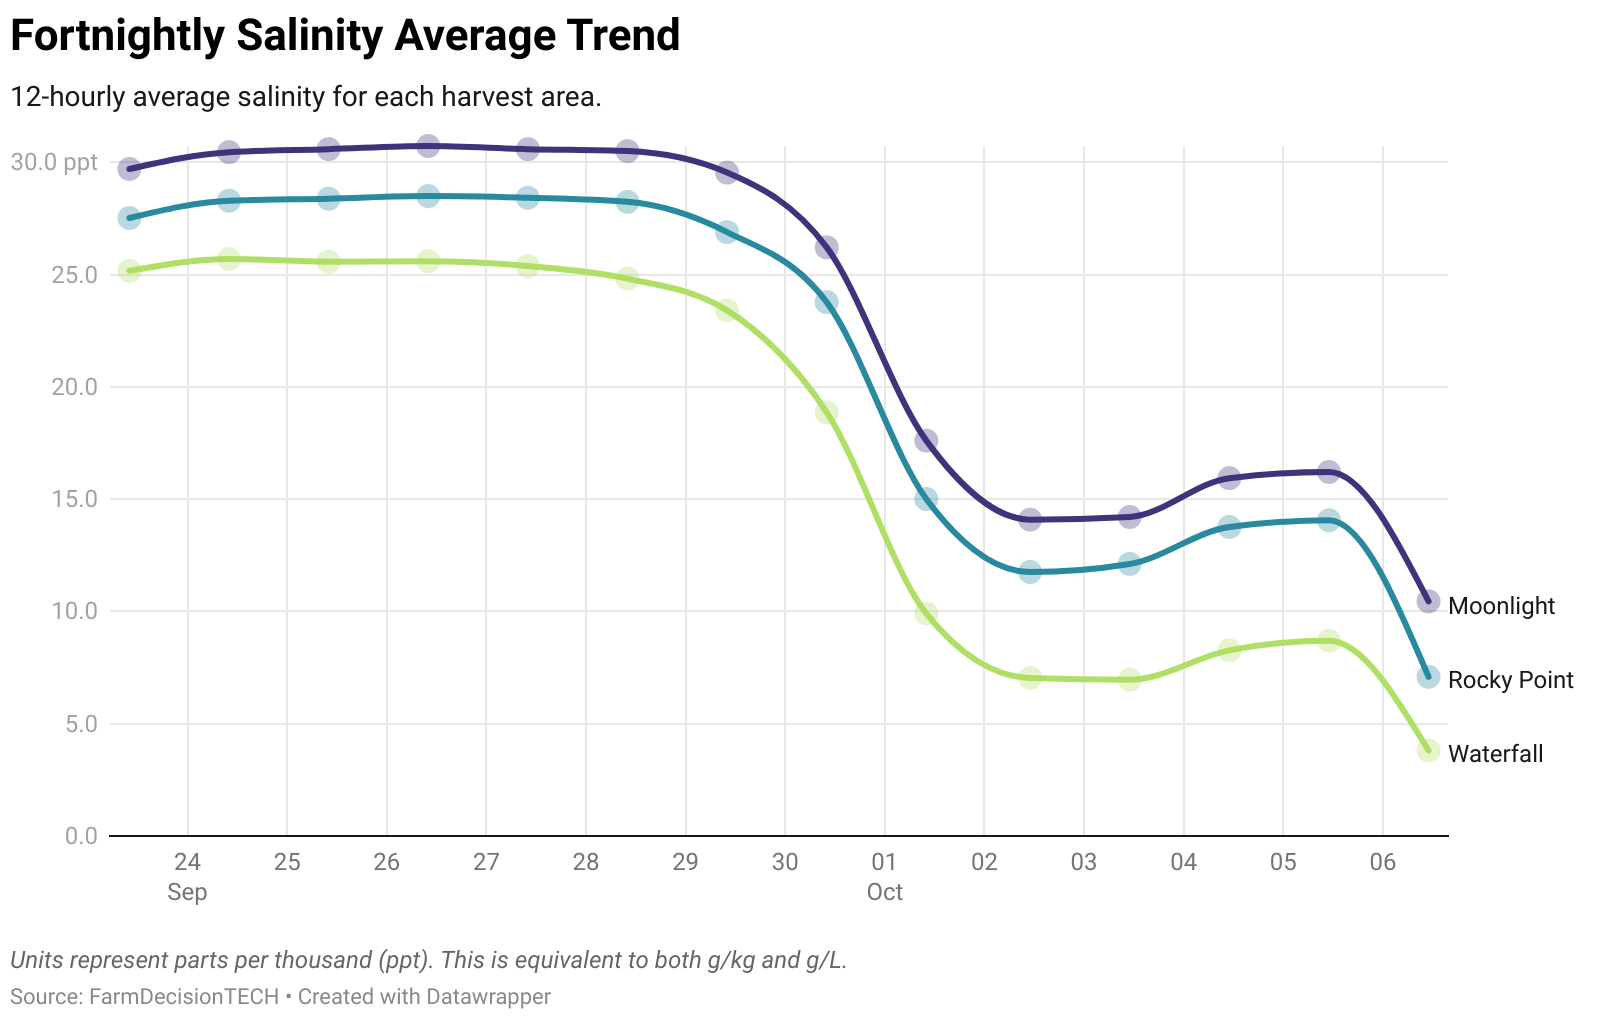 Fortnightly Salinity Average Trend
12-hourly average salinity for each harvest area.
30.0 ppt
25.0
20.0
15.0
10.0
5.0
0.0
Moonlight
Rocky Point
Waterfall
24 25 26 27 28 29 30 01 02 03 04 05 06
Sep Oct
Units represent parts per thousand (ppt). This is equivalent to both g/kg and g/L.
Source: FarmDecisionTECH • Created with Datawrapper